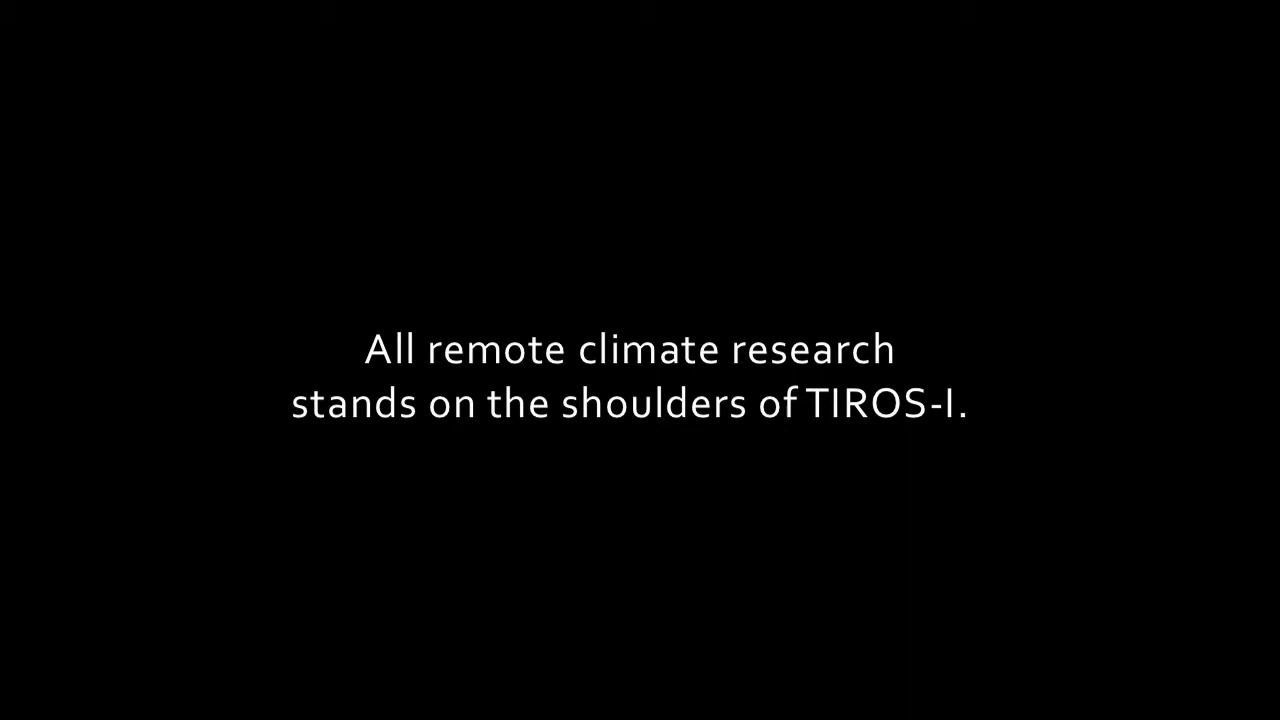 All remote climate research
stands on the shoulders of TIROS-I.